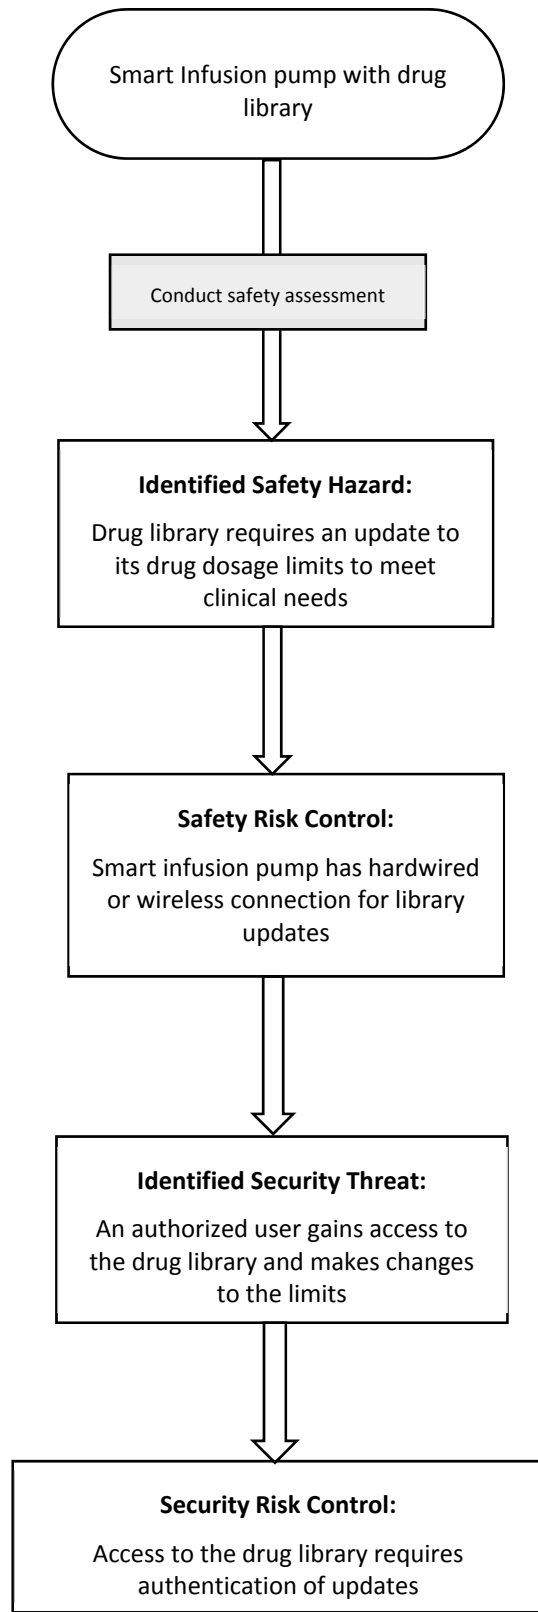 Smart Infusion pump with drug
library
Conduct safety assessment
Identified Safety Hazard:
Drug library requires an update to
its drug dosage limits to meet
clinical needs
Safety Risk Control:
Smart infusion pump has hardwired
or wireless connection for library
updates
Identified Security Threat:
An authorized user gains access to
the drug library and makes changes
to the limits
Security Risk Control:
Access to the drug library requires
authentication of updates